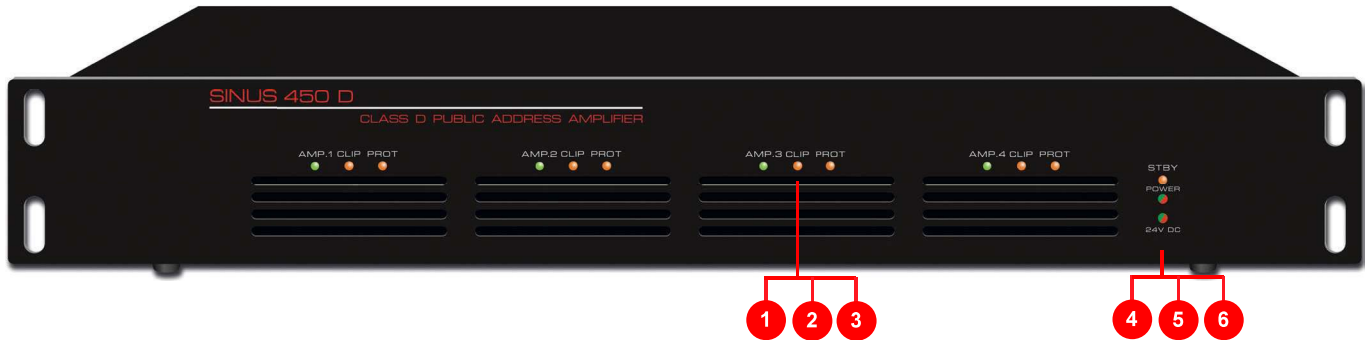 SINUS 450 D
CLASS D PUBLIC ADDRESS AMPLIFIER
AMP.1 CLIP PROT
AMP.2 CLIP PROT
AMP.3 CLIP PROT
AMP.4 CLIP PROT
STBY
POWER
24V DC
1 2 3
4 5 6